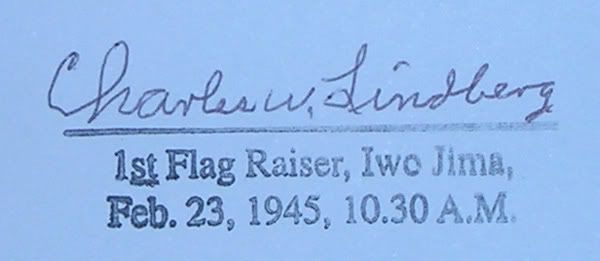 Charles W. Lindberg
1st Flag Raiser, Iwo Jima,
Feb. 23, 1945, 10.30 A.M.